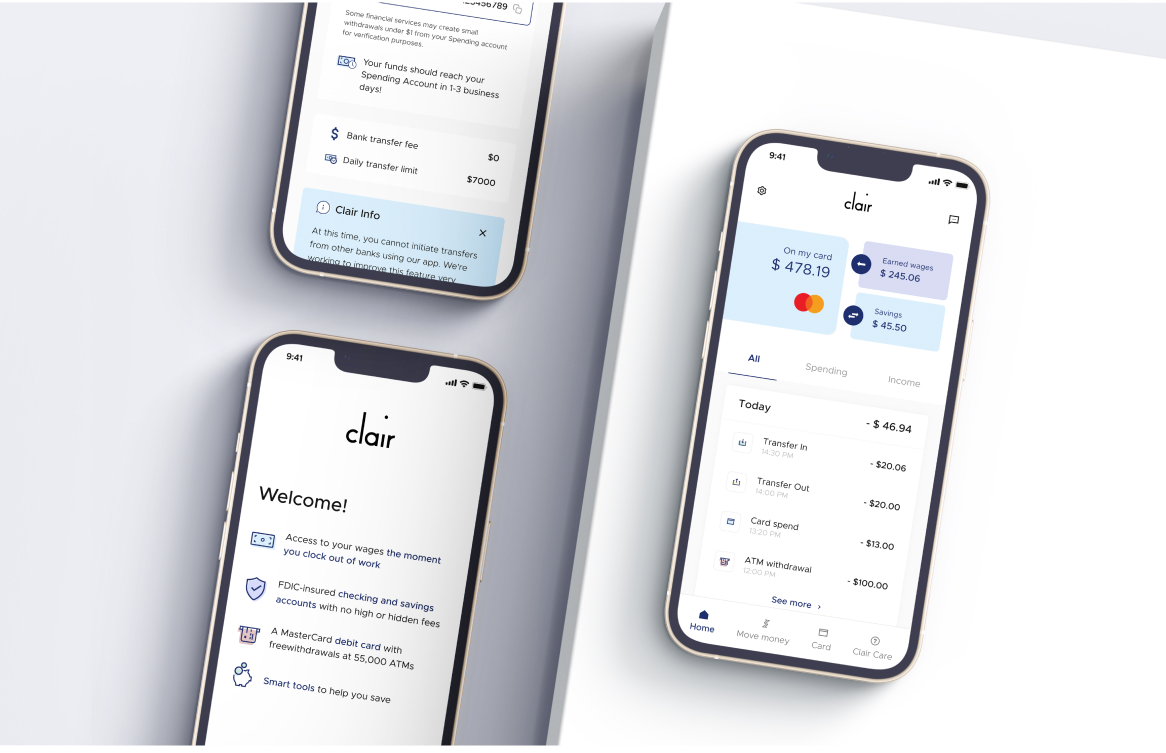 23456789
Some financial services may create small
withdrawals under $1 from your Spending account
for verification purposes.
Your funds should reach your
Spending Account in 1-3 business
days!
Bank transfer fee
$0
Daily transfer limit
$7000
Clair Info
At this time, you cannot initiate transfers
from other banks using our app. We're
working to improve this feature very
9:41
clair
Welcome!
Access to your wages the moment
you clock out of work
FDIC-insured checking and savings
accounts with no high or hidden fees
A MasterCard debit card with
freewithdrawals at 55,000 ATMs
Smart tools to help you save
9:41
clair
On my card
$ 478.19
Earned wages
$ 245.06
Savings
$ 45.50
All
Spending
Income
Today
- $ 46.94
Transfer In
14:30 PM
- $20.06
Transfer Out
14:00 PM
- $20.00
Card spend
13:20 PM
- $13.00
ATM withdrawal
12:00 PM
- $100.00
See more
Home
Move money
Card
Clair Care